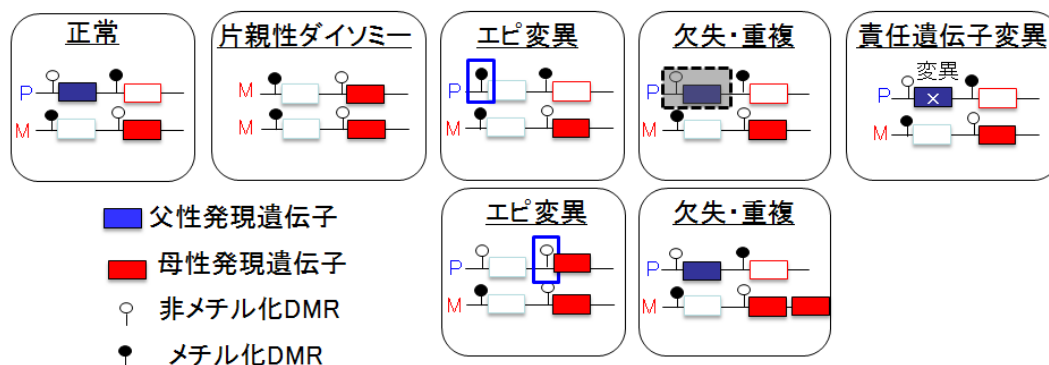 正常
P
M
片親性ダイソミー
M
M
エピ変異
P
M
欠失・重複
P
M
責任遺伝子変異
変異
P
×
M
エピ変異
P
M
欠失・重複
P
M
父性発現遺伝子
母性発現遺伝子
非メチル化DMR
メチル化DMR